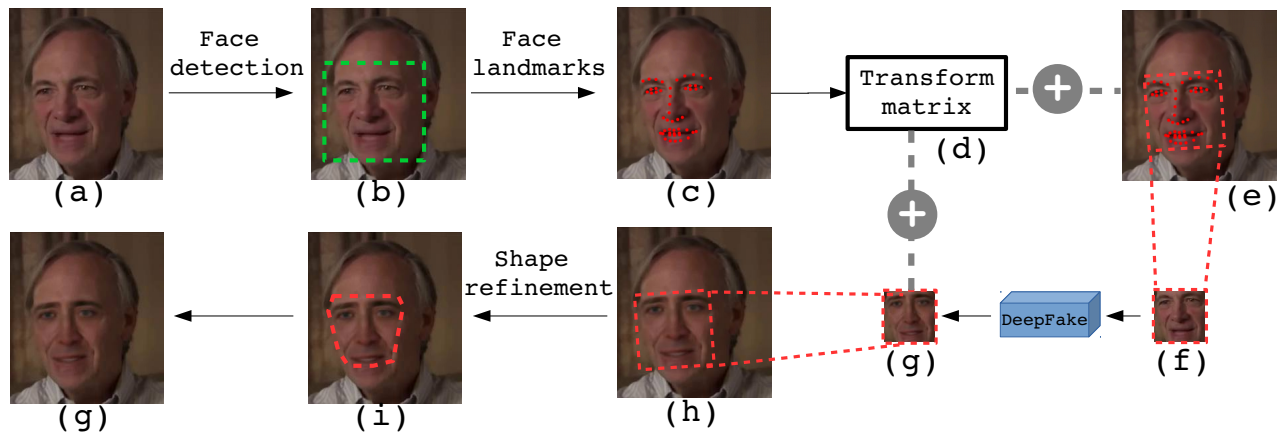 Face
detection
Face
landmarks
Transform
matrix
(a)
(b)
(c)
(d)
(e)
Shape
refinement
DeepFake
(g)
(i)
(h)
(g)
(f)